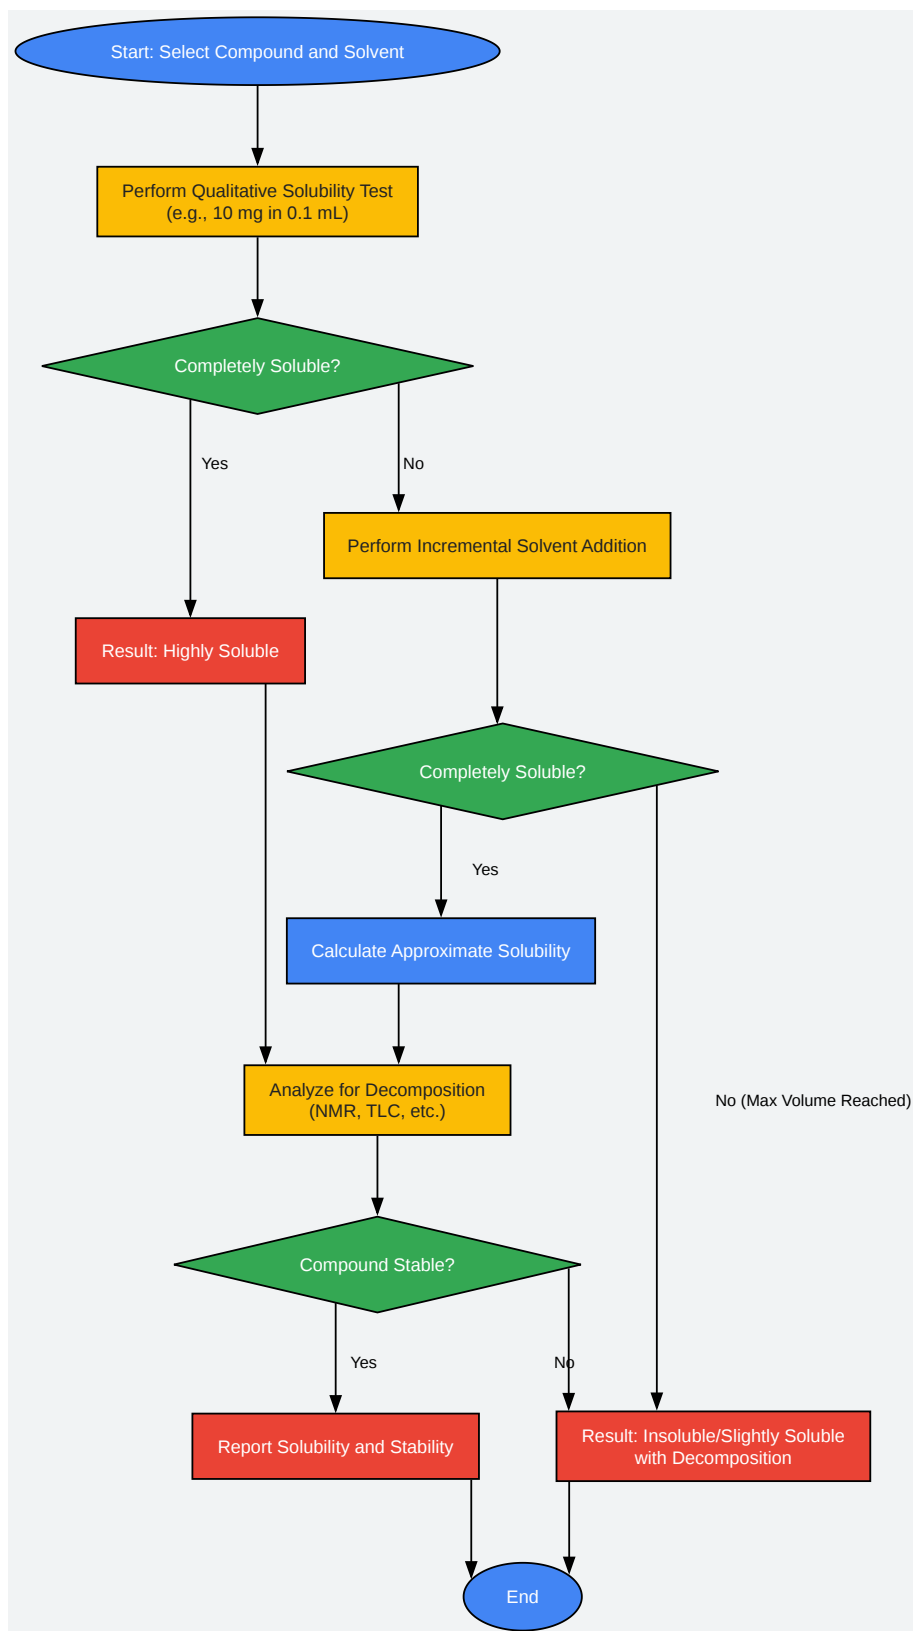 Start: Select Compound and Solvent
Perform Qualitative Solubility Test
(e.g., 10 mg in 0.1 mL)
Completely Soluble?
Yes
No
Perform Incremental Solvent Addition
Result: Highly Soluble
Completely Soluble?
Yes
Calculate Approximate Solubility
Analyze for Decomposition
(NMR, TLC, etc.)
No (Max Volume Reached)
Compound Stable?
Yes
No
Report Solubility and Stability
Result: Insoluble/Slightly Soluble
with Decomposition
End